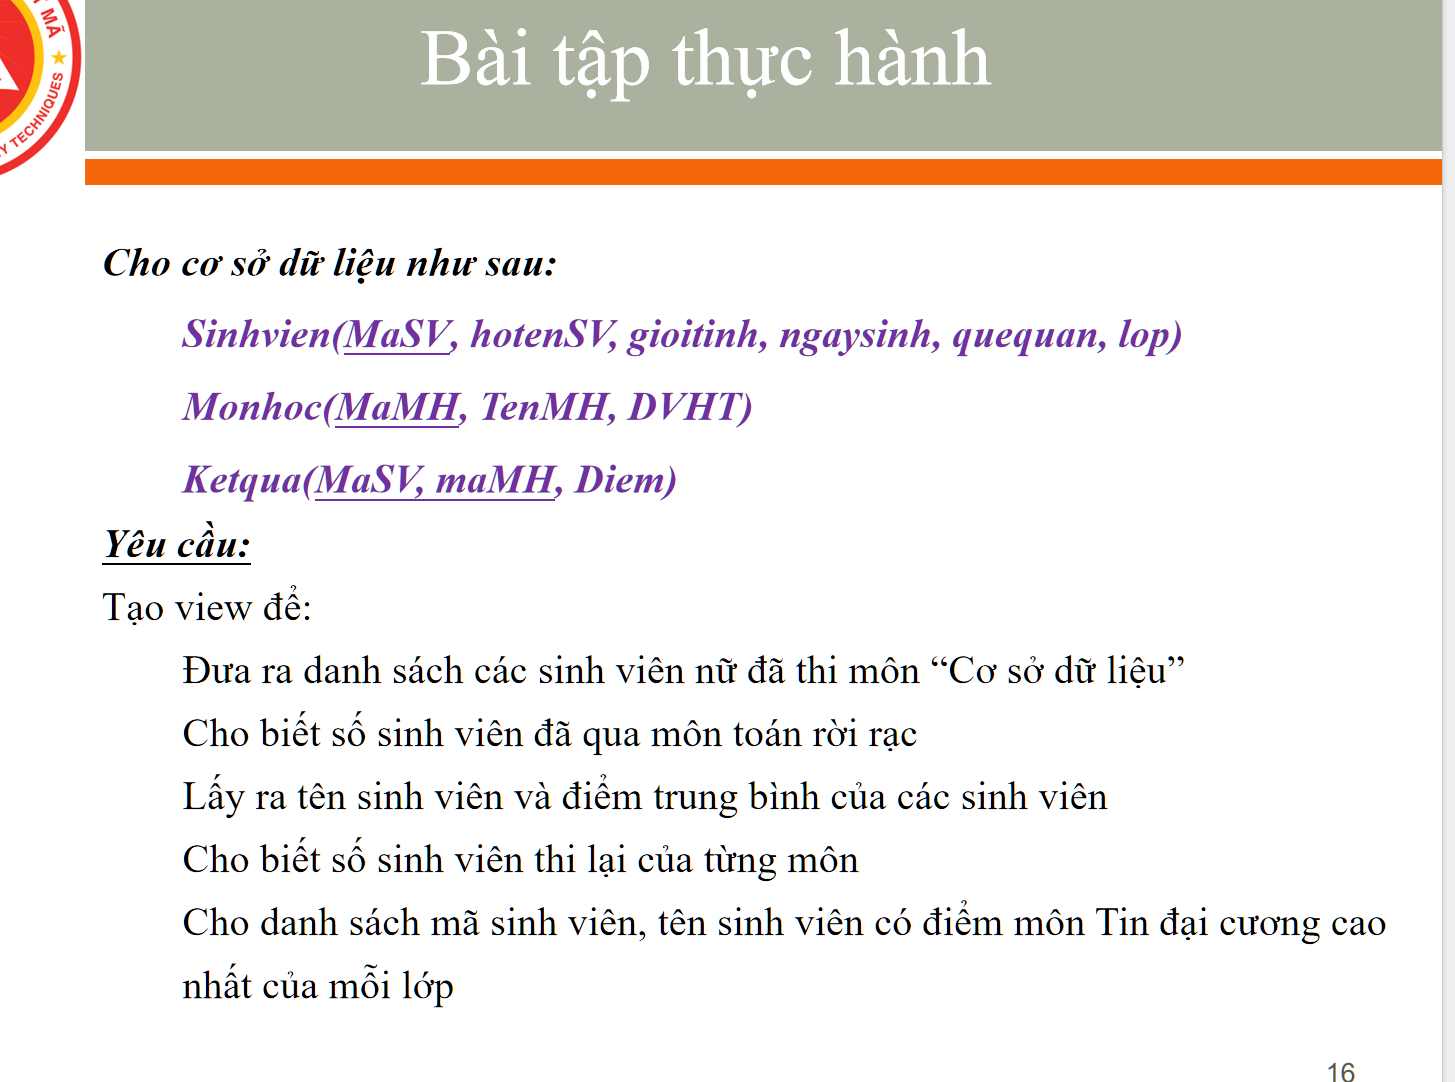 MÃ
Y TECHNIQUES
Bài tập thực hành
Cho cơ sở dữ liệu như sau:
Sinhvien(MaSV, hotenSV, gioitinh, ngaysinh, quequan, lop)
Monhoc(MaMH, TenMH, DVHT)
Ketqua(MaSV, maMH, Diem)
Yêu cầu:
Tạo view để:
Đưa ra danh sách các sinh viên nữ đã thi môn “Cơ sở dữ liệu”
Cho biết số sinh viên đã qua môn toán rời rạc
Lấy ra tên sinh viên và điểm trung bình của các sinh viên
Cho biết số sinh viên thi lại của từng môn
Cho danh sách mã sinh viên, tên sinh viên có điểm môn Tin đại cương cao
nhất của mỗi lớp
16